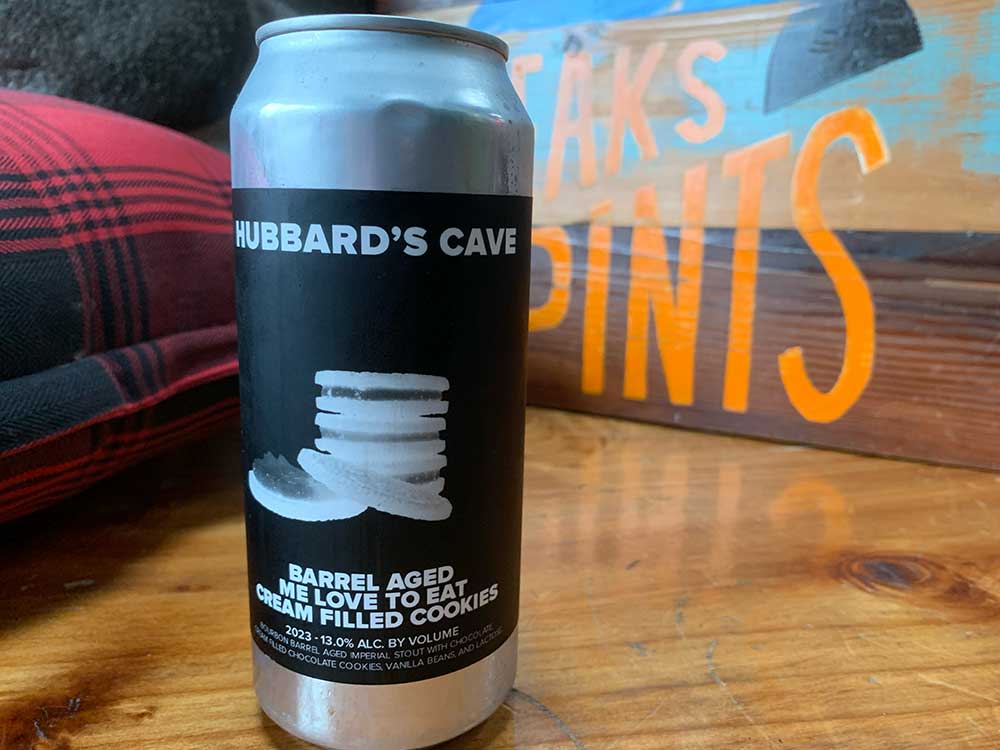 HUBBARD'S CAVE
BARREL AGED
ME LOVE TO EAT
CREAM FILLED COOKIES
2023 - 13.0% ALC. BY VOLUME
BOURBON BARREL AGED IMPERIAL STOUT WITH CHOCOLATE,
CREAM FILLED CHOCOLATE COOKIES, VANILLA BEANS, AND LACTOSE
TAKS
PINTS